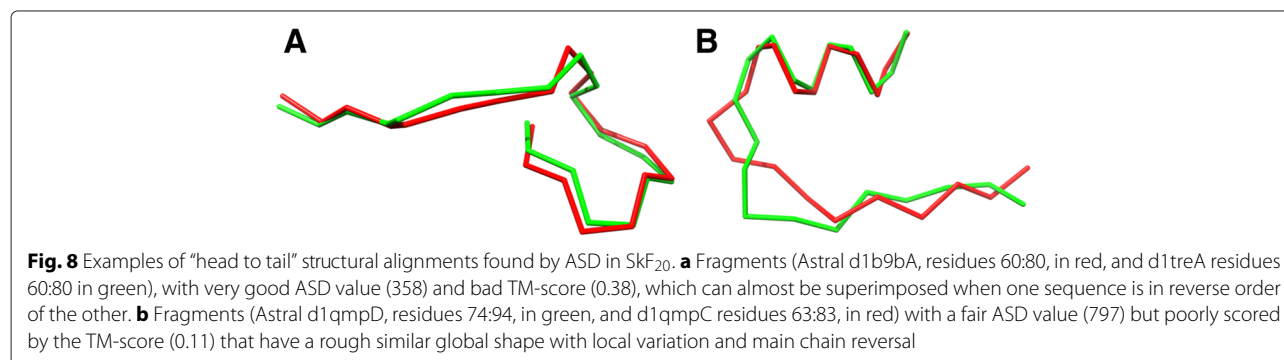 A B
Fig. 8 Examples of “head to tail” structural alignments found by ASD in SkF20. a Fragments (Astral d1b9bA, residues 60:80, in red, and d1treA residues
60:80 in green), with very good ASD value (358) and bad TM-score (0.38), which can almost be superimposed when one sequence is in reverse order
of the other. b Fragments (Astral d1qmpD, residues 74:94, in green, and d1qmpC residues 63:83, in red) with a fair ASD value (797) but poorly scored
by the TM-score (0.11) that have a rough similar global shape with local variation and main chain reversal